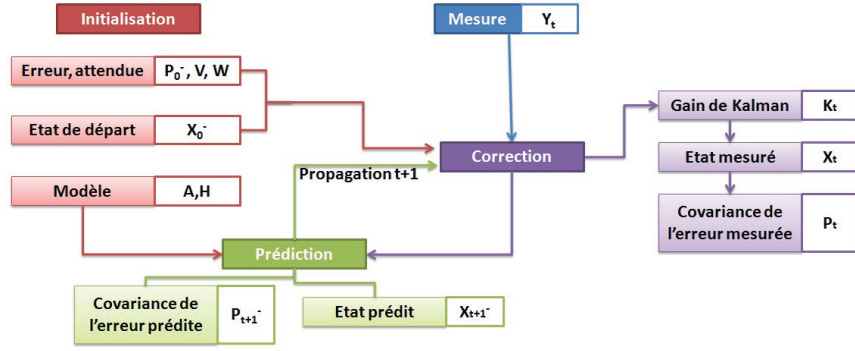 Initialisation
Mesure Yt
Erreur, attendue P0-, V, W
Etat de départ X0-
Modèle A,H
Gain de Kalman Kt
Correction
Etat mesuré Xt
Propagation t+1
Covariance de
l'erreur mesurée Pt
Prédiction
Covariance de
l'erreur prédite Pt+1-
Etat prédit Xt+1-